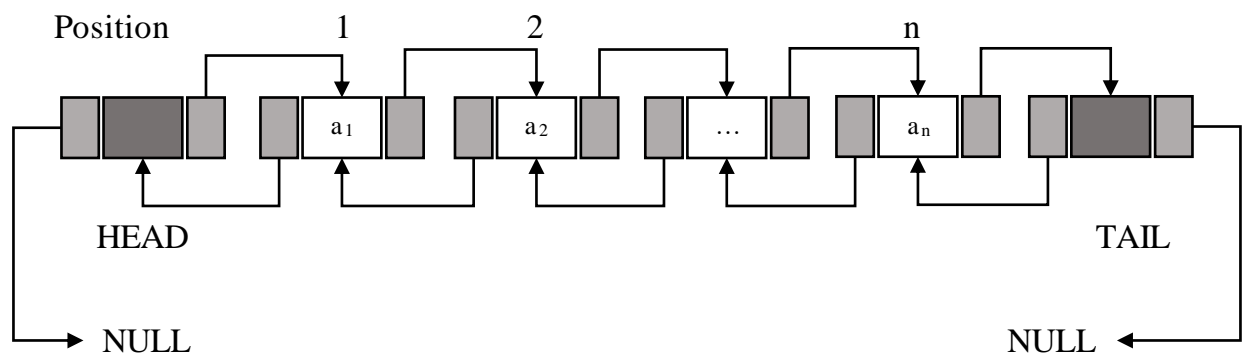 Position 1 2 n
a1 a2 ... an
HEAD TAIL
NULL NULL